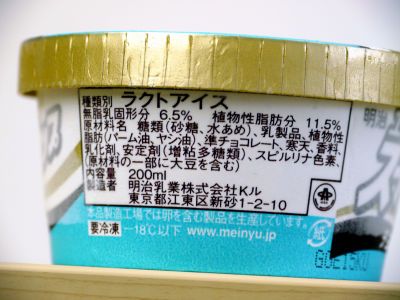 種類別 ラクトアイス
無脂乳固形分 6.5% 植物性脂肪分 11.5%
原材料名 糖類(砂糖、水あめ)、乳製品、植物性
脂肪(パーム油、ヤシ油)、準チョコレート、寒天、香料、
乳化剤、安定剤(増粘多糖類)、スピルリナ色素、
(原材料の一部に大豆を含む)
内容量 200ml
製造者 明治乳業株式会社Kル
東京都江東区新砂1-2-10
本品製造工場では卵を含む製品を生産しています。
要冷凍 -18℃以下 www.meinyu.jp
紙
明治